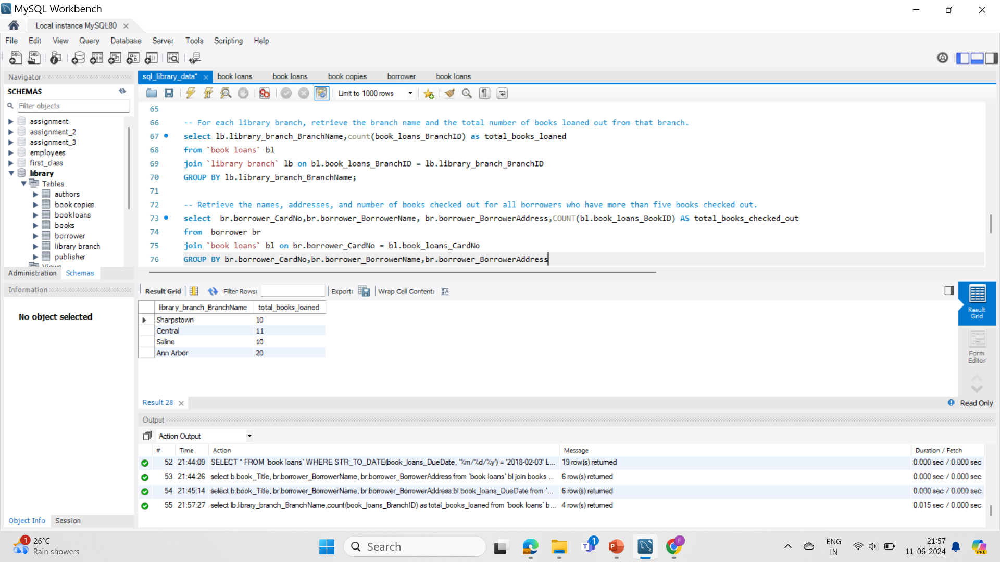 MySQL Workbench
Local instance MySQL80
File Edit View Query Database Server Tools Scripting Help
Navigator
SCHEMAS
Filter objects
assignment
assignment_2
assignment_3
employees
first_class
library
Tables
authors
book copies
book loans
books
borrower
library branch
publisher
Views
Administration Schemas
Information
No object selected
Object Info Session
sql_library_data* book loans book loans book copies borrower book loans
Limit to 1000 rows
65
66 -- For each library branch, retrieve the branch name and the total number of books loaned out from that branch.
67 select lb.library_branch_BranchName,count(book_loans_BranchID) as total_books_loaned
68 from `book loans` bl
69 join `library branch` lb on bl.book_loans_BranchID = lb.library_branch_BranchID
70 GROUP BY lb.library_branch_BranchName;
71
72 -- Retrieve the names, addresses, and number of books checked out for all borrowers who have more than five books checked out.
73 select br.borrower_CardNo,br.borrower_BorrowerName, br.borrower_BorrowerAddress,COUNT(bl.book_loans_BookID) AS total_books_checked_out
74 from borrower br
75 join `book loans` bl on br.borrower_CardNo = bl.book_loans_CardNo
76 GROUP BY br.borrower_CardNo,br.borrower_BorrowerName,br.borrower_BorrowerAddress
Result Grid Filter Rows: Export: Wrap Cell Content:
library_branch_BranchName total_books_loaned
Sharpstown 10
Central 11
Saline 10
Ann Arbor 20
Result Grid
Form Editor
Result 28
Read Only
Output
Action Output
# Time Action Message Duration / Fetch
52 21:44:09 SELECT * FROM `book loans` WHERE STR_TO_DATE(book_loans_DueDate, '%m/%d/%y') = '2018-02-03' L... 19 row(s) returned 0.000 sec / 0.000 sec
53 21:44:26 select b.book_Title, br.borrower_BorrowerName, br.borrower_BorrowerAddress from `book loans` bl join books ... 6 row(s) returned 0.000 sec / 0.000 sec
54 21:45:14 select b.book_Title, br.borrower_BorrowerName, br.borrower_BorrowerAddress,bl.book_loans_DueDate from `... 6 row(s) returned 0.000 sec / 0.000 sec
55 21:57:27 select lb.library_branch_BranchName,count(book_loans_BranchID) as total_books_loaned from `book loans` b... 4 row(s) returned 0.015 sec / 0.000 sec
1
26°C
Rain showers
Search
1
F
ENG
IN
21:57
11-06-2024
PRE